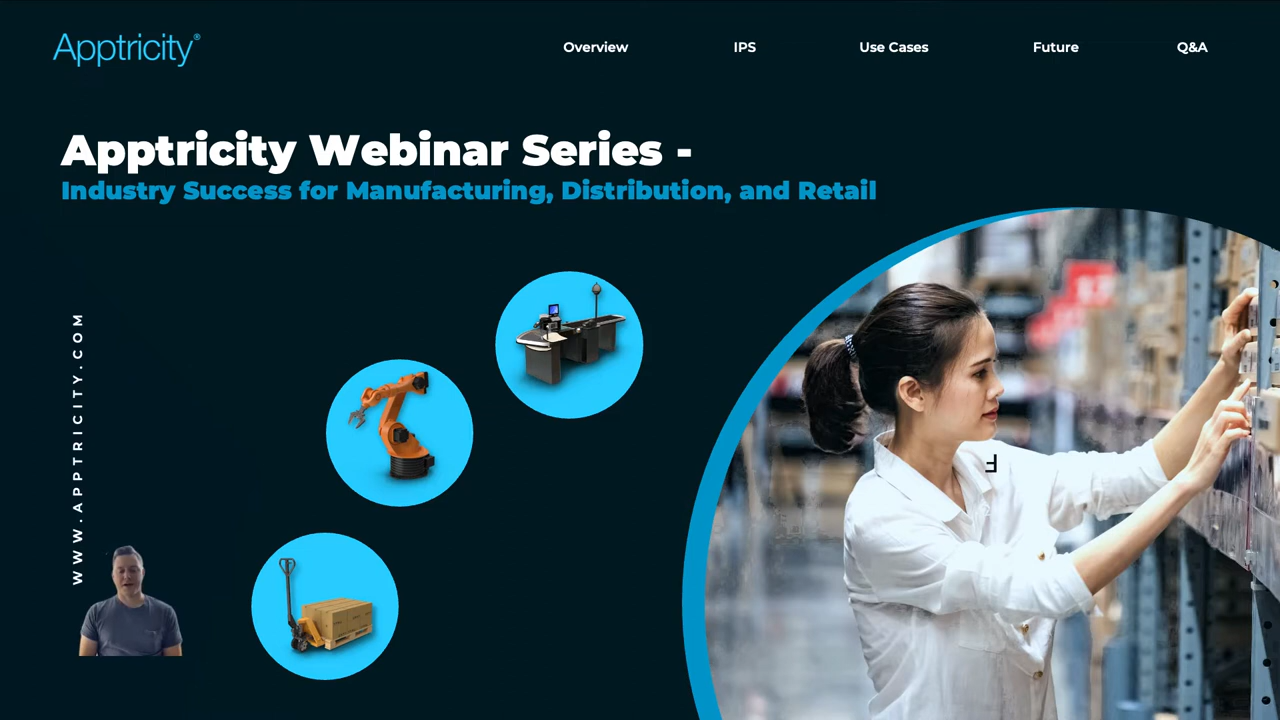 Apptricity®
Overview
IPS
Use Cases
Future
Q&A
Apptricity Webinar Series -
Industry Success for Manufacturing, Distribution, and Retail
WWW.APPTRICITY.COM